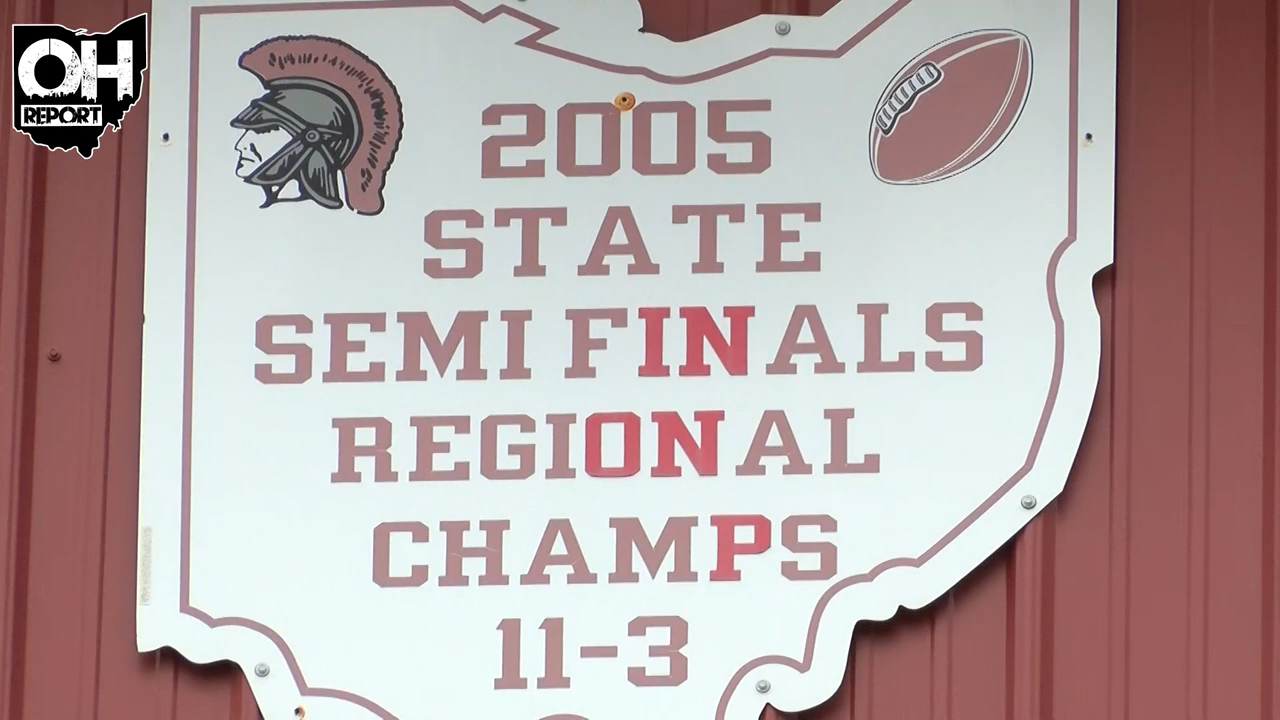 OH
REPORT
2005
STATE
SEMI FINALS
REGIONAL
CHAMPS
11-3